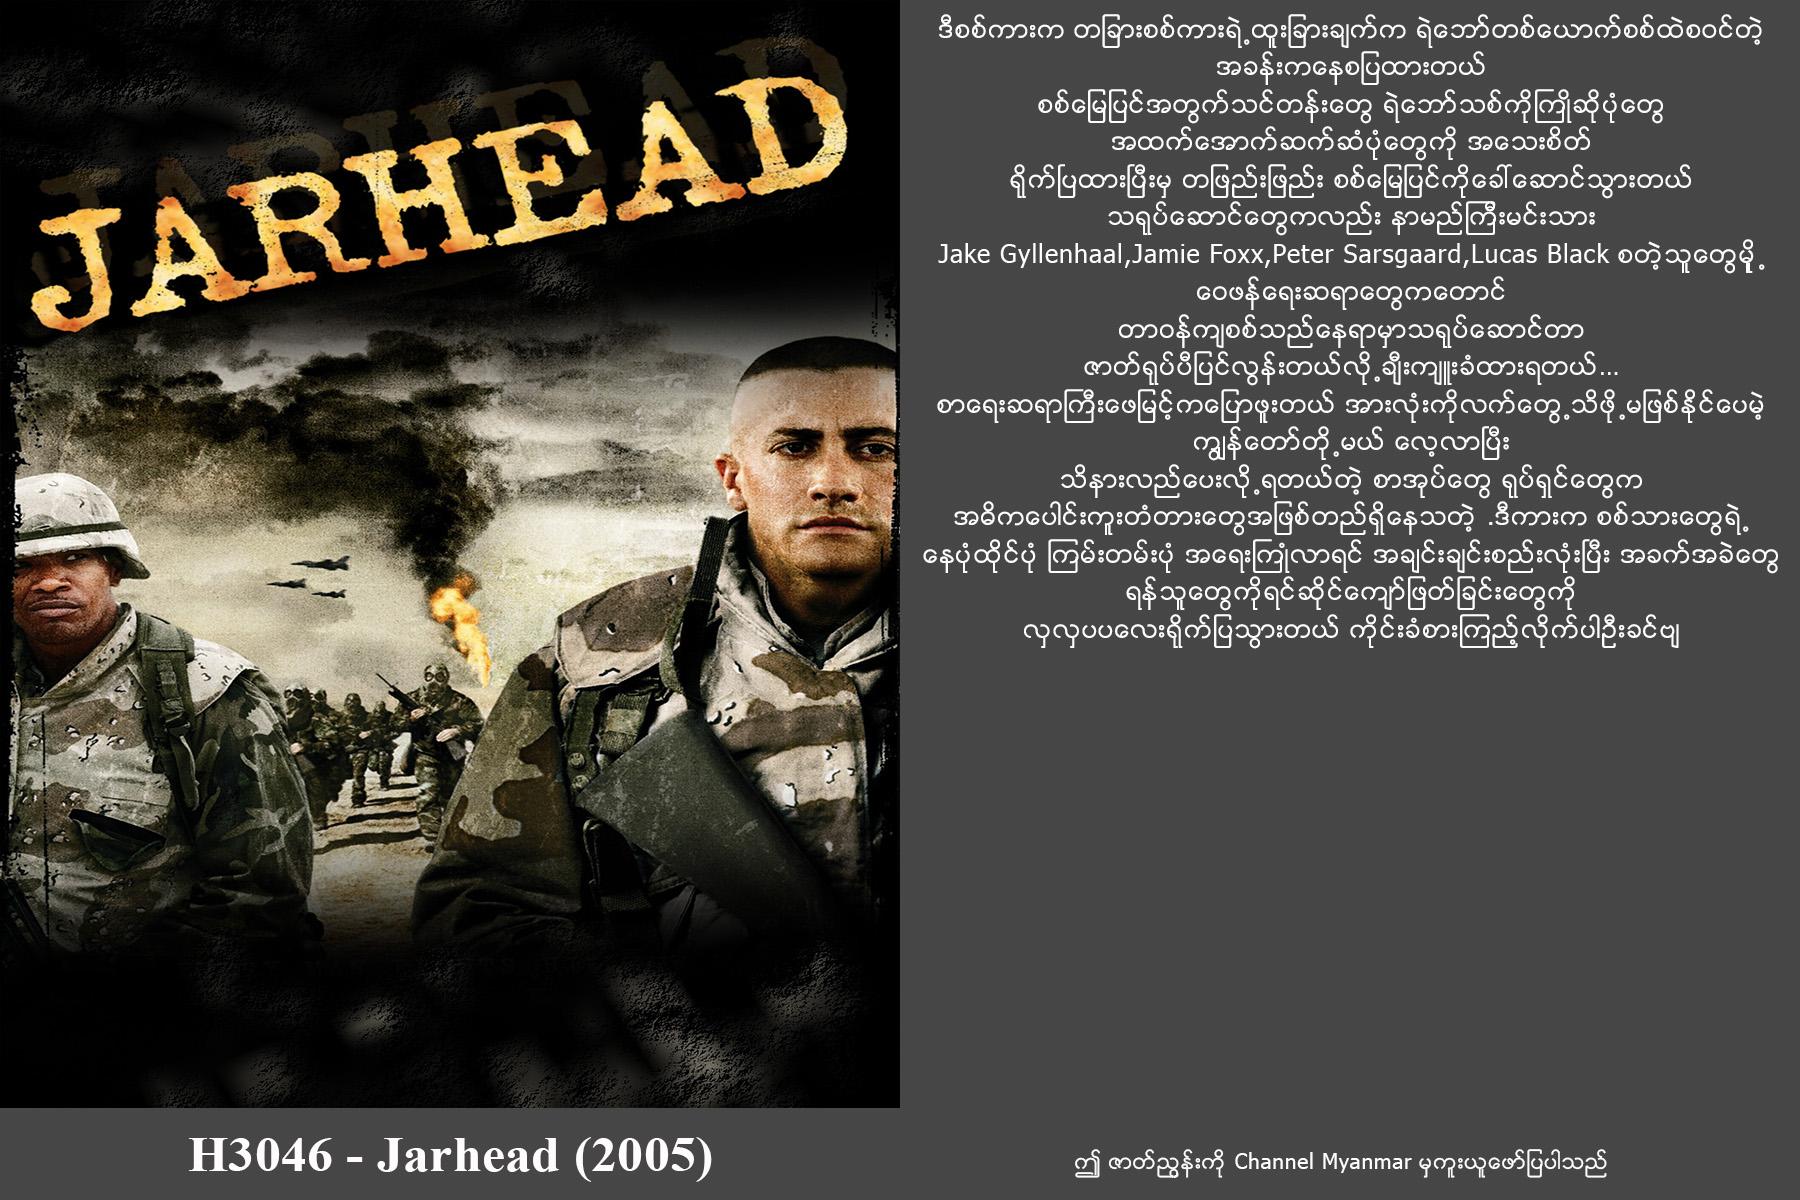 JARHEAD
ဒီစစ်ကားက တခြားစစ်ကားရဲ့ထူးခြားချက်က ရဲဘော်တစ်ယောက်စစ်ထဲစဝင်တဲ့
အခန်းကနေစပြထားတယ်
စစ်မြေပြင်အတွက်သင်တန်းတွေ ရဲဘော်သစ်ကိုကြိုဆိုပုံတွေ
အထက်အောက်ဆက်ဆံပုံတွေကို အသေးစိတ်
ရိုက်ပြထားပြီးမှ တဖြည်းဖြည်း စစ်မြေပြင်ကိုခေါ်ဆောင်သွားတယ်
သရုပ်ဆောင်တွေကလည်း နာမည်ကြီးမင်းသား
Jake Gyllenhaal,Jamie Foxx,Peter Sarsgaard,Lucas Black စတဲ့သူတွေမို့
ဝေဖန်ရေးဆရာတွေကတောင်
တာဝန်ကျစစ်သည်နေရာမှာသရုပ်ဆောင်တာ
ဇာတ်ရုပ်ပီပြင်လွန်းတယ်လို့ချီးကျူးခံထားရတယ်...
စာရေးဆရာကြီးဖေမြင့်ကပြောဖူးတယ် အားလုံးကိုလက်တွေ့သိဖို့မဖြစ်နိုင်ပေမဲ့
ကျွန်တော်တို့မယ် လေ့လာပြီး
သိနားလည်ပေးလို့ရတယ်တဲ့ စာအုပ်တွေ ရုပ်ရှင်တွေက
အဓိကပေါင်းကူးတံတားတွေအဖြစ်တည်ရှိနေသတဲ့ .ဒီကားက စစ်သားတွေရဲ့
နေပုံထိုင်ပုံ ကြမ်းတမ်းပုံ အရေးကြုံလာရင် အချင်းချင်းစည်းလုံးပြီး အခက်အခဲတွေ
ရန်သူတွေကိုရင်ဆိုင်ကျော်ဖြတ်ခြင်းတွေကို
လှလှပပလေးရိုက်ပြသွားတယ် ကိုင်းခံစားကြည့်လိုက်ပါဦးခင်ဗျ
H3046 - Jarhead (2005)
ဤ ဇာတ်ညွှန်းကို Channel Myanmar မှကူးယူဖော်ပြပါသည်